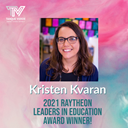 Kristen Kvaran
2021 RAYTHEON
LEADERS IN EDUCATION
AWARD WINNER!